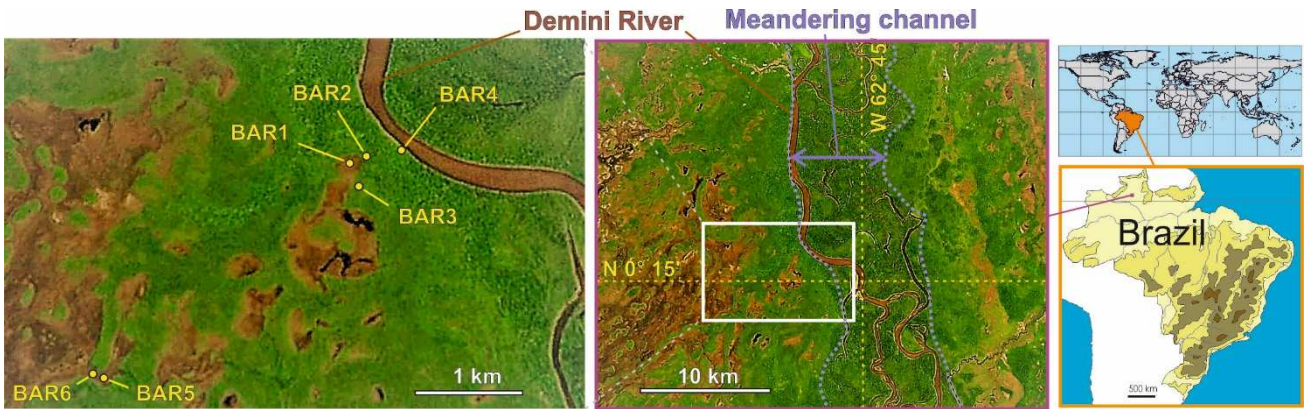 Demini River
Meandering channel
BAR2
BAR4
BAR1
BAR3
BAR6
BAR5
1 km
W 62° 45'
N 0° 15'
10 km
Brazil
500 km